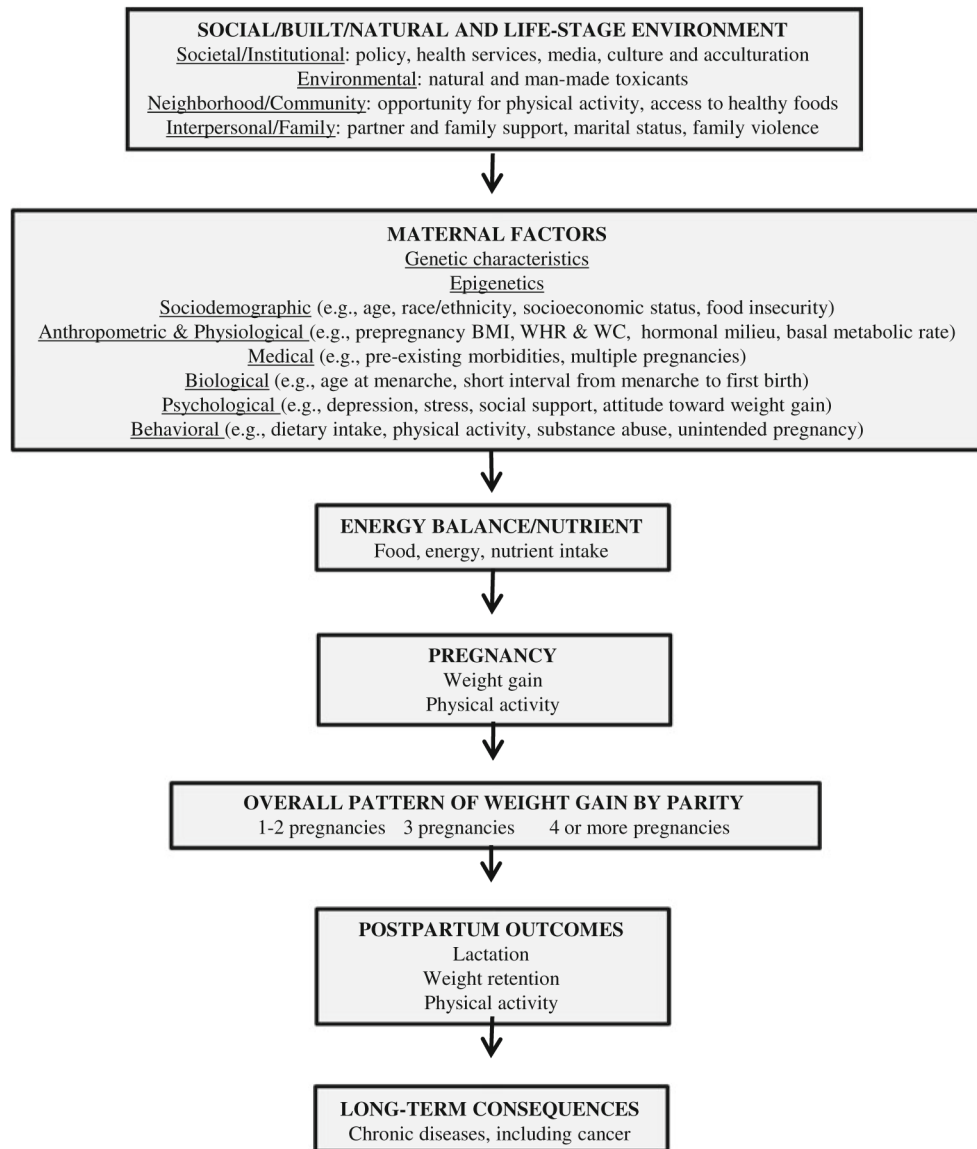 SOCIAL/BUILT/NATURAL AND LIFE-STAGE ENVIRONMENT
Societal/Institutional: policy, health services, media, culture and acculturation
Environmental: natural and man-made toxicants
Neighborhood/Community: opportunity for physical activity, access to healthy foods
Interpersonal/Family: partner and family support, marital status, family violence
MATERNAL FACTORS
Genetic characteristics
Epigenetics
Sociodemographic (e.g., age, race/ethnicity, socioeconomic status, food insecurity)
Anthropometric & Physiological (e.g., prepregnancy BMI, WHR & WC, hormonal milieu, basal metabolic rate)
Medical (e.g., pre-existing morbidities, multiple pregnancies)
Biological (e.g., age at menarche, short interval from menarche to first birth)
Psychological (e.g., depression, stress, social support, attitude toward weight gain)
Behavioral (e.g., dietary intake, physical activity, substance abuse, unintended pregnancy)
ENERGY BALANCE/NUTRIENT
Food, energy, nutrient intake
PREGNANCY
Weight gain
Physical activity
OVERALL PATTERN OF WEIGHT GAIN BY PARITY
1-2 pregnancies 3 pregnancies 4 or more pregnancies
POSTPARTUM OUTCOMES
Lactation
Weight retention
Physical activity
LONG-TERM CONSEQUENCES
Chronic diseases, including cancer